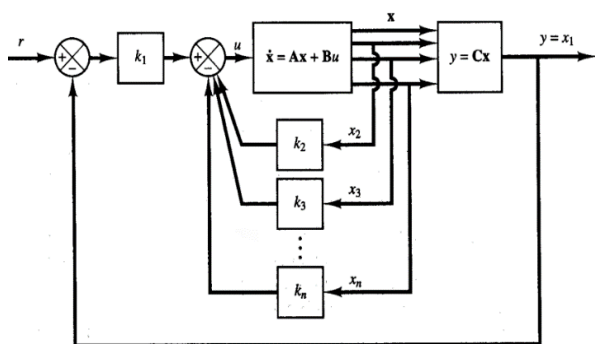 x
r
+
−
k₁
+
−
u
ẋ = Ax + Bu
y = Cx
y = x₁
k₂
x₂
k₃
x₃
kₙ
xₙ